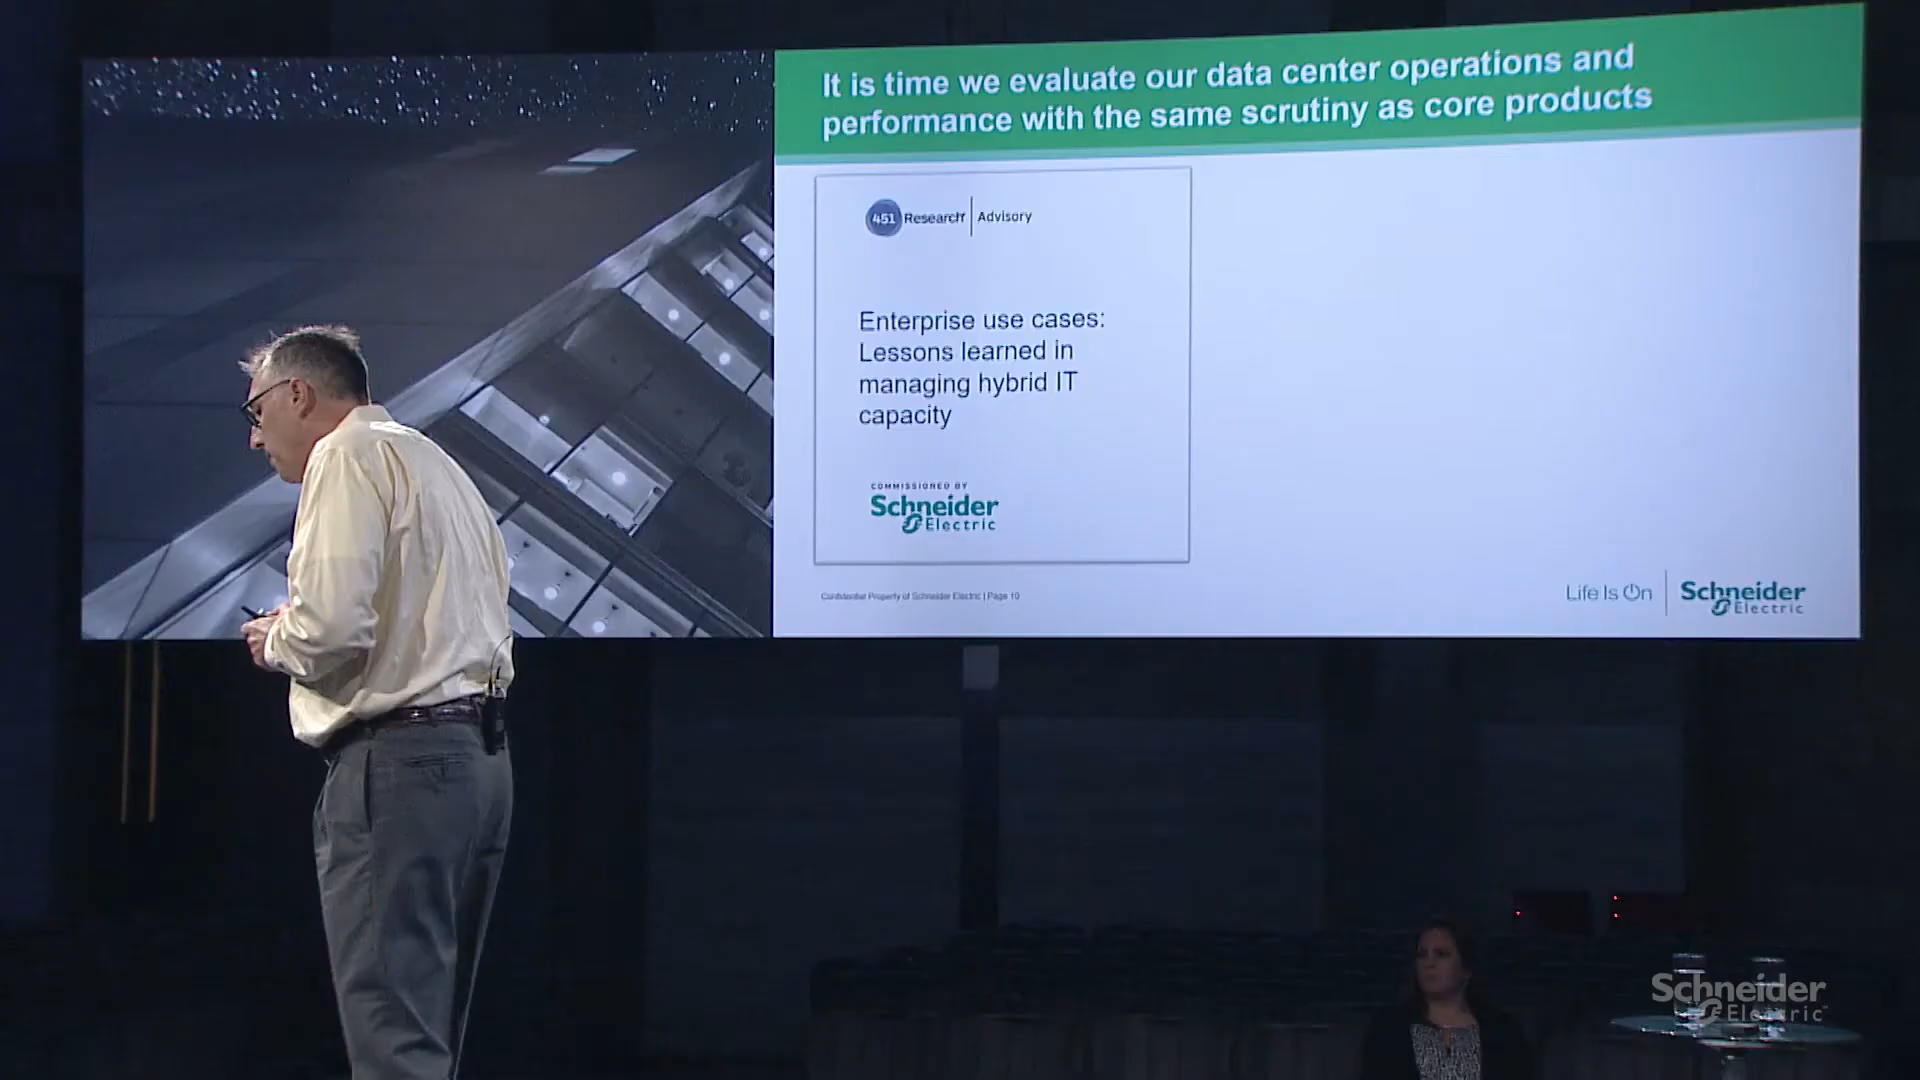 It is time we evaluate our data center operations and
performance with the same scrutiny as core products
451 Research | Advisory
Enterprise use cases:
Lessons learned in
managing hybrid IT
capacity
COMMISSIONED BY
Schneider
Electric
Confidential Property of Schneider Electric | Page 10
Life Is On | Schneider
Electric
Schneider
Electric